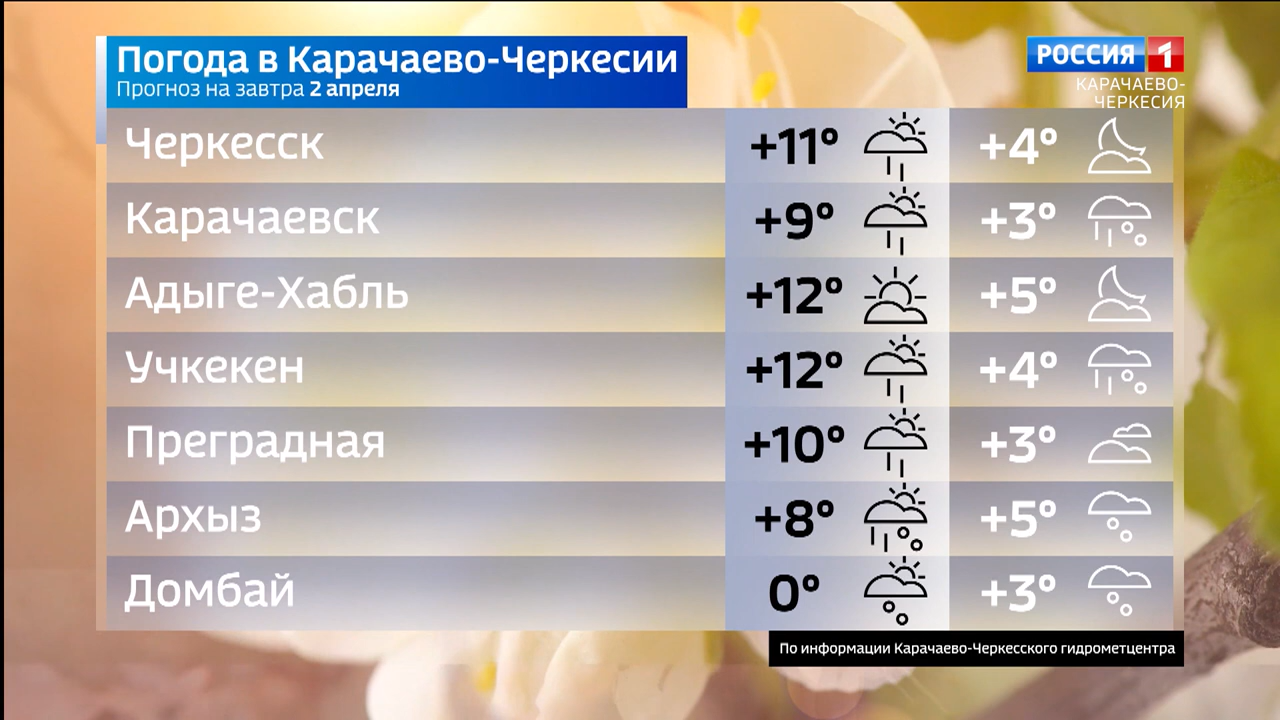 Погода в Карачаево-Черкесии
Прогноз на завтра 2 апреля
РОССИЯ 1
КАРАЧАЕВО-
ЧЕРКЕСИЯ
Черкесск +11° +4°
Карачаевск +9° +3°
Адыге-Хабль +12° +5°
Учкекен +12° +4°
Преградная +10° +3°
Архыз +8° +5°
Домбай 0° +3°
По информации Карачаево-Черкесского гидрометцентра